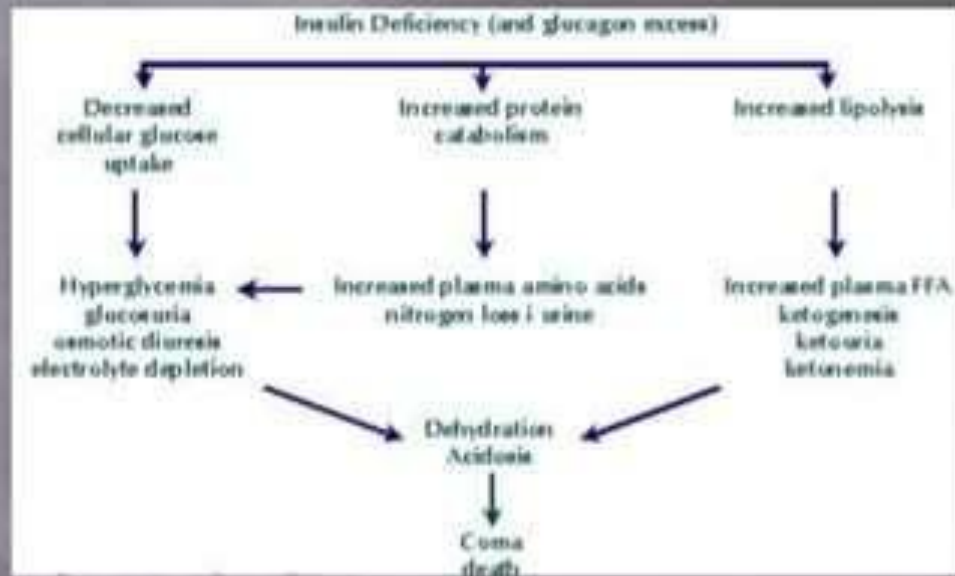 Insulin Deficiency (and glucagon excess)
Decreased
cellular glucose
uptake
Increased protein
catabolism
Increased lipolysis
Hyperglycemia
glucosuria
osmotic diuresis
electrolyte depletion
Increased plasma amino acids
nitrogen loss i urine
Increased plasma FFA
ketogenesis
ketouria
ketonemia
Dehydration
Acidosis
Coma
death